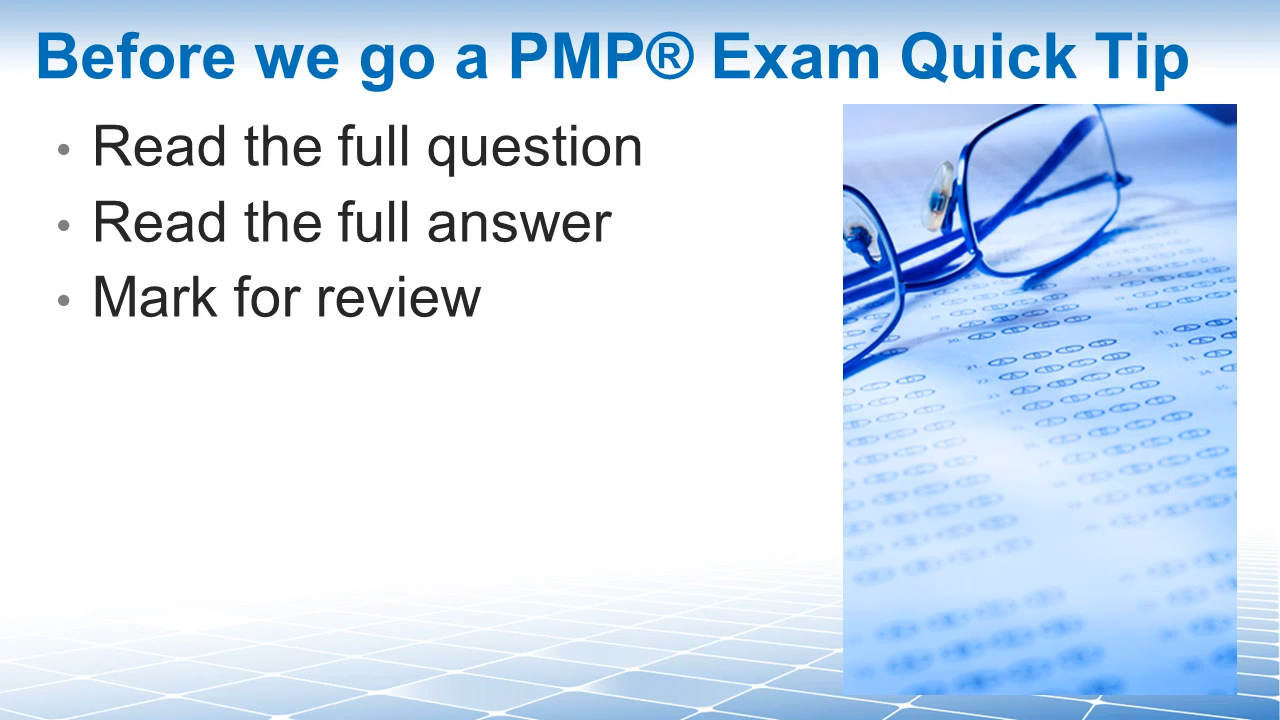 Before we go a PMP® Exam Quick Tip
• Read the full question
• Read the full answer
• Mark for review